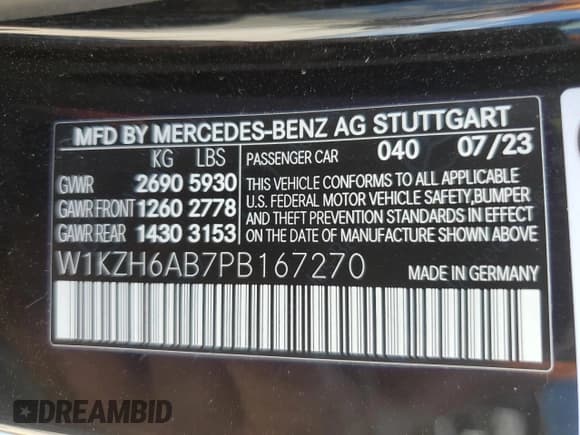 MFD BY MERCEDES-BENZ AG STUTTGART
KG LBS PASSENGER CAR 040 07/23
GVWR 2690 5930 THIS VEHICLE CONFORMS TO ALL APPLICABLE
GAWR FRONT 1260 2778 U.S. FEDERAL MOTOR VEHICLE SAFETY,BUMPER
AND THEFT PREVENTION STANDARDS IN EFFECT
GAWR REAR 1430 3153 ON THE DATE OF MANUFACTURE SHOWN ABOVE.
W1KZH6AB7PB167270 MADE IN GERMANY
DREAMBID